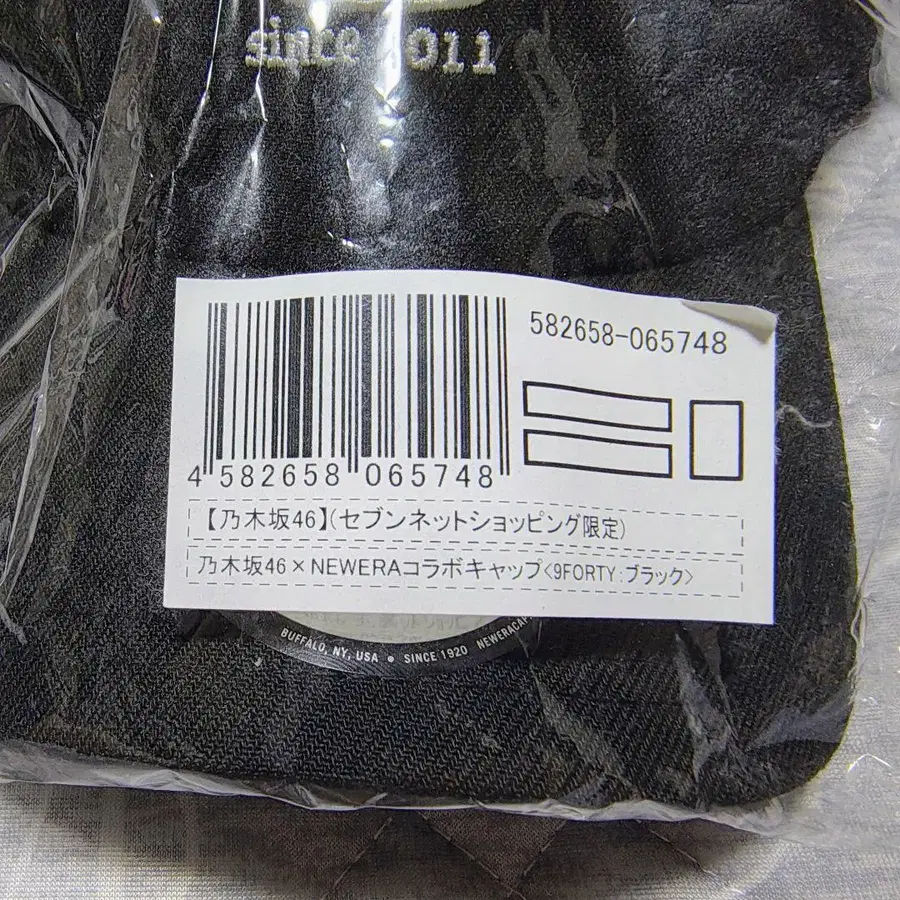 since 2011
582658-065748
4 582658 065748
【乃木坂46】(セブンネットショッピング限定)
乃木坂46×NEWERAコラボキャップ<9FORTY:ブラック>
BUFFALO, NY, USA ● SINCE 1920 NEWERACAP